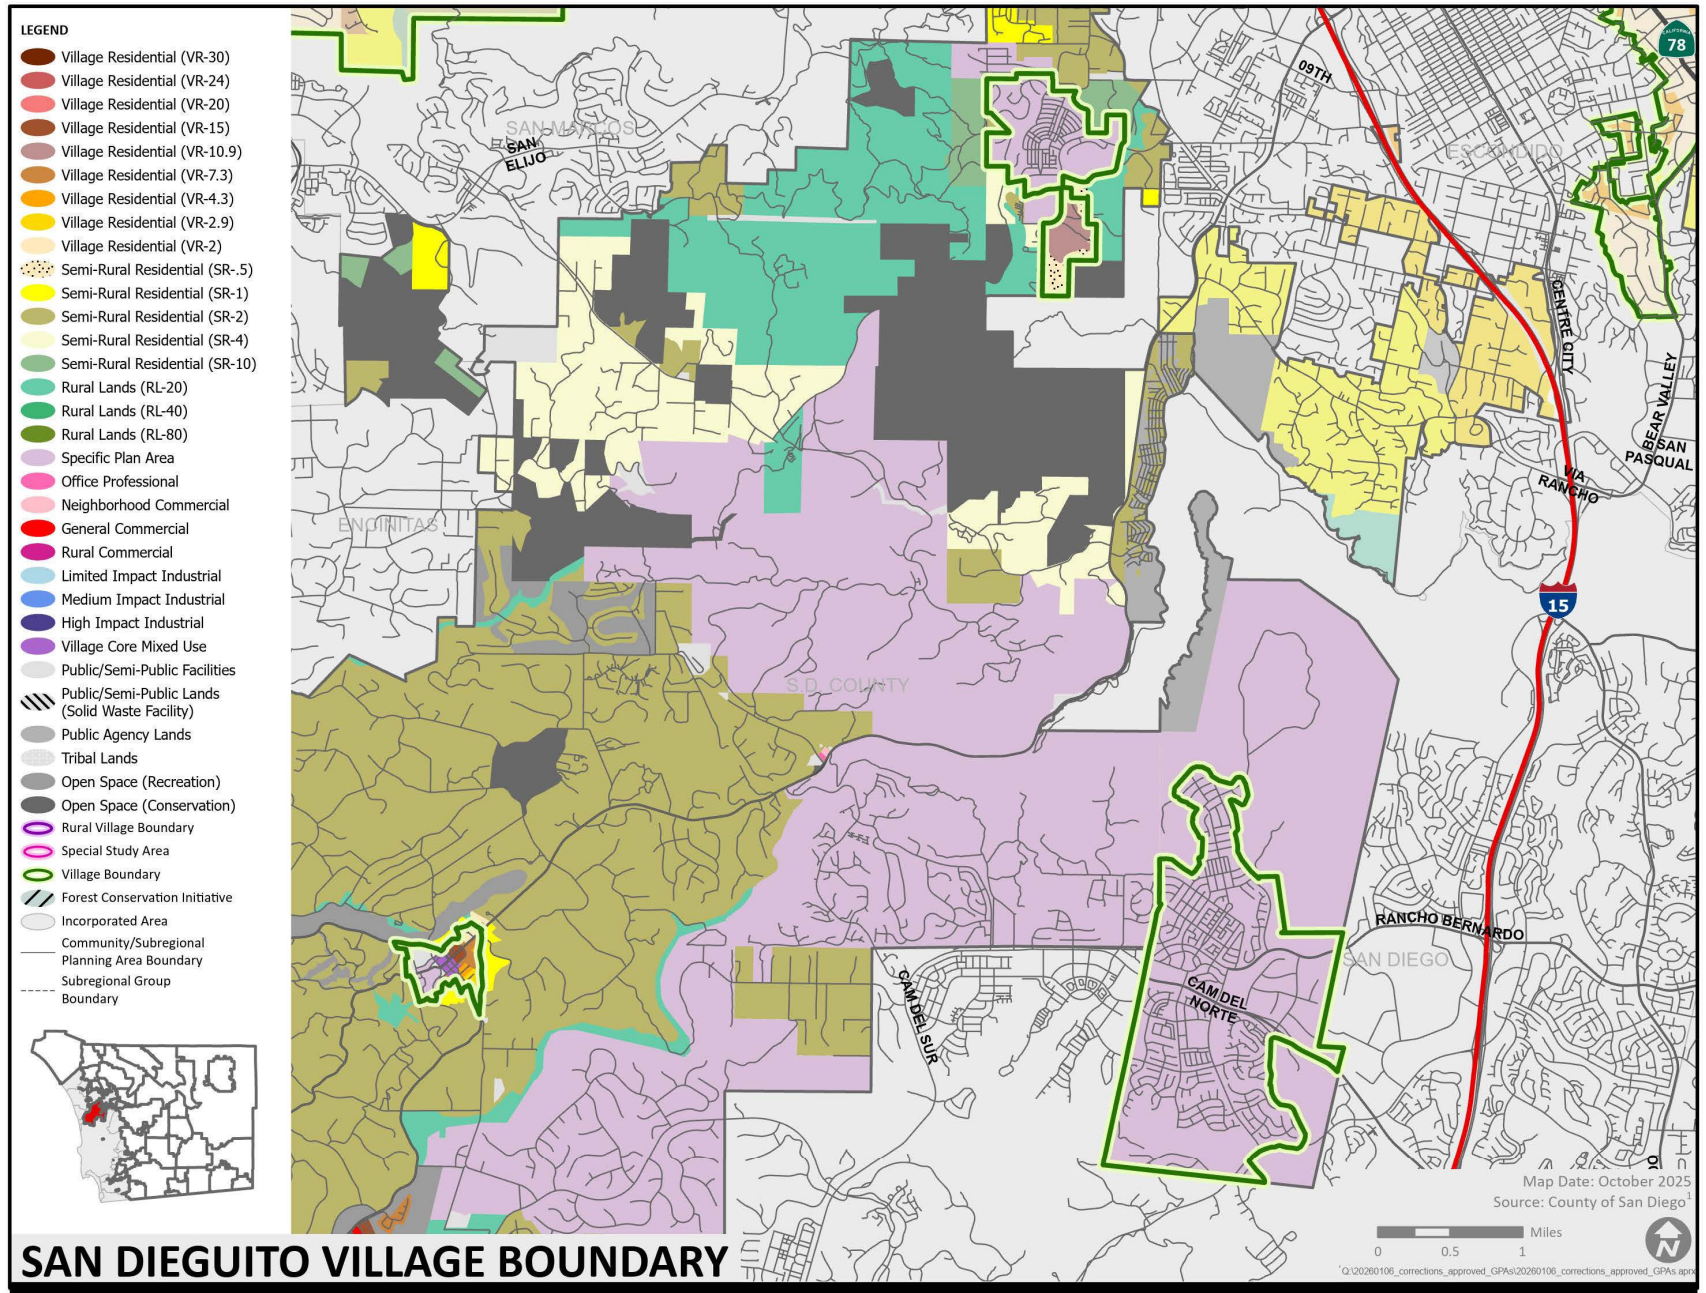 LEGEND
Village Residential (VR-30)
Village Residential (VR-24)
Village Residential (VR-20)
Village Residential (VR-15)
Village Residential (VR-10.9)
Village Residential (VR-7.3)
Village Residential (VR-4.3)
Village Residential (VR-2.9)
Village Residential (VR-2)
Semi-Rural Residential (SR-.5)
Semi-Rural Residential (SR-1)
Semi-Rural Residential (SR-2)
Semi-Rural Residential (SR-4)
Semi-Rural Residential (SR-10)
Rural Lands (RL-20)
Rural Lands (RL-40)
Rural Lands (RL-80)
Specific Plan Area
Office Professional
Neighborhood Commercial
General Commercial
Rural Commercial
Limited Impact Industrial
Medium Impact Industrial
High Impact Industrial
Village Core Mixed Use
Public/Semi-Public Facilities
Public/Semi-Public Lands
(Solid Waste Facility)
Public Agency Lands
Tribal Lands
Open Space (Recreation)
Open Space (Conservation)
Rural Village Boundary
Special Study Area
Village Boundary
Forest Conservation Initiative
Incorporated Area
Community/Subregional
Planning Area Boundary
Subregional Group
Boundary
CALIFORNIA
78
09TH
SAN MARCOS
SAN
ELIJO
ESCONDIDO
CENTRE CITY
BEAR VALLEY
SAN
PASQUAL
VIA
RANCHO
ENCINITAS
15
S.D. COUNTY
RANCHO BERNARDO
SAN DIEGO
CAM DEL SUR
CAM DEL
NORTE
Map Date: October 2025
Source: County of San Diego1
Miles
0 0.5 1
N
SAN DIEGUITO VILLAGE BOUNDARY
1Q:\20260106_corrections_approved_GPAs\20260106_corrections_approved_GPAs.aprx